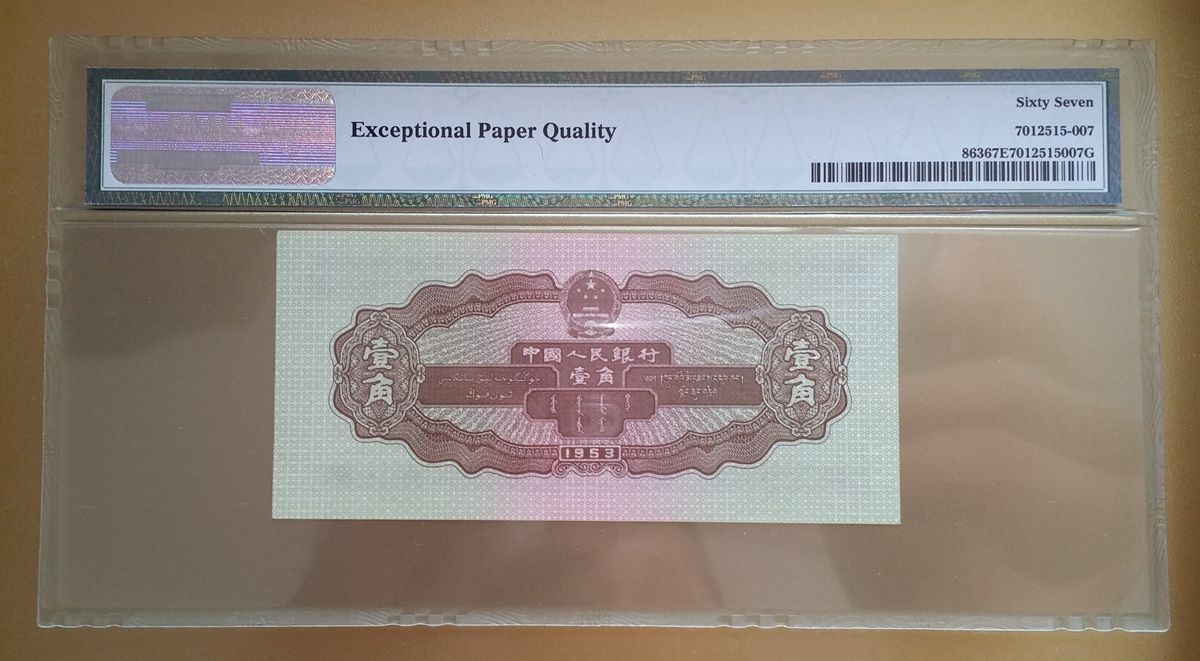 Sixty Seven
Exceptional Paper Quality
7012515-007
86367E7012515007G
PMG
中國人民銀行
壹角
壹角
壹角
1953